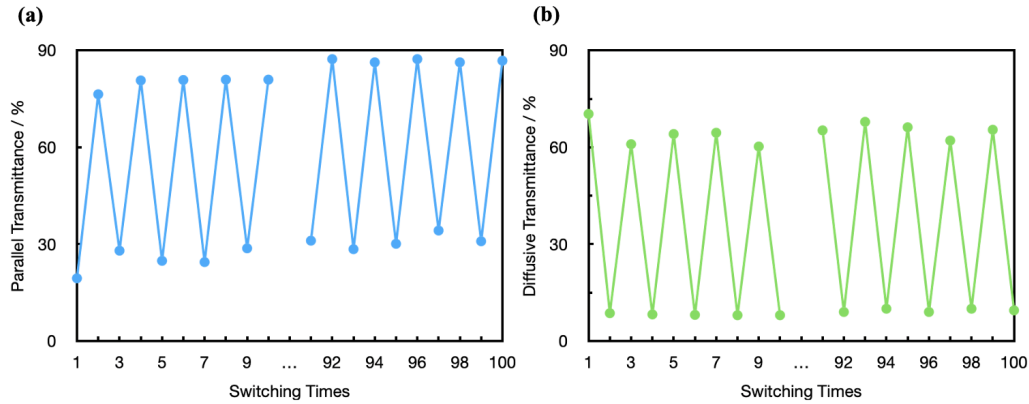 (a)
90
60
30
0
Parallel Transmittance / %
1 3 5 7 9 ... 92 94 96 98 100
Switching Times
(b)
90
60
30
0
Diffusive Transmittance / %
1 3 5 7 9 ... 92 94 96 98 100
Switching Times